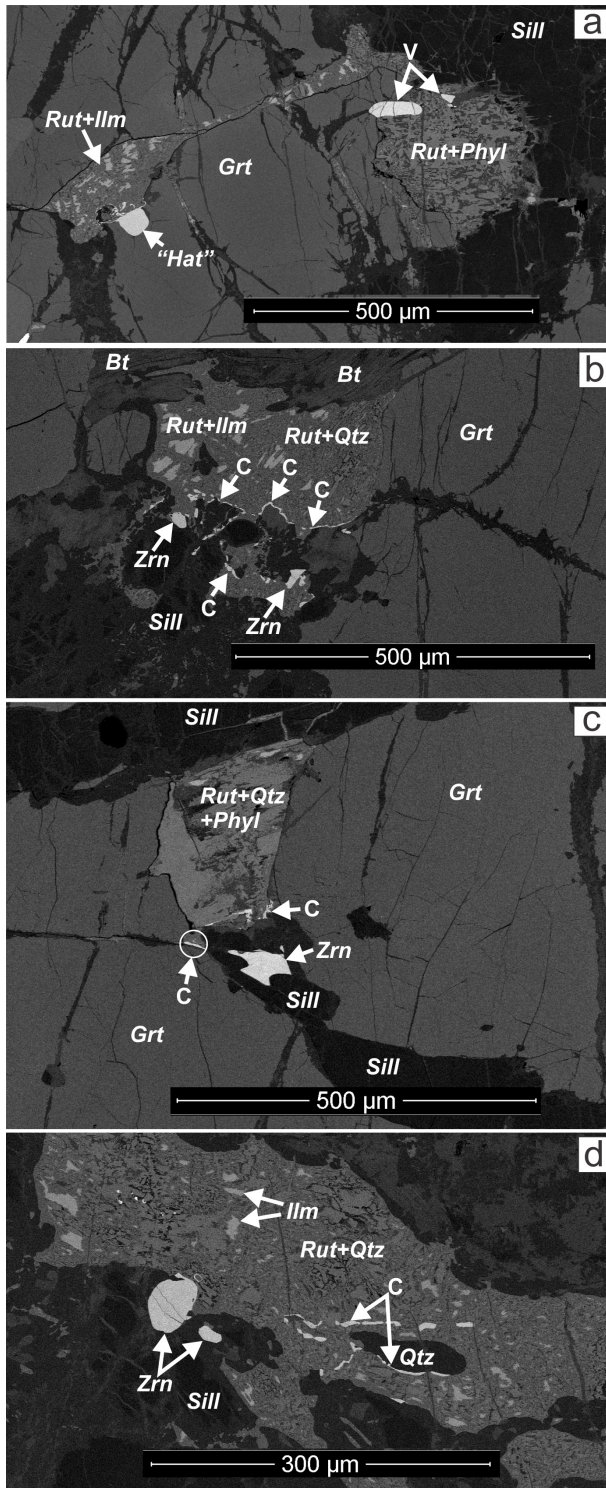 a
Sill
V
Rut+Ilm
Grt
Rut+Phyl
“Hat”
500 µm
b
Bt
Bt
Rut+Ilm
Rut+Qtz
Grt
C
C
C
Zrn
C
Zrn
Sill
500 µm
c
Sill
Rut+Qtz
+Phyl
Grt
C
Zrn
C
Sill
Grt
Sill
500 µm
d
Ilm
Rut+Qtz
C
Qtz
Zrn
Sill
300 µm